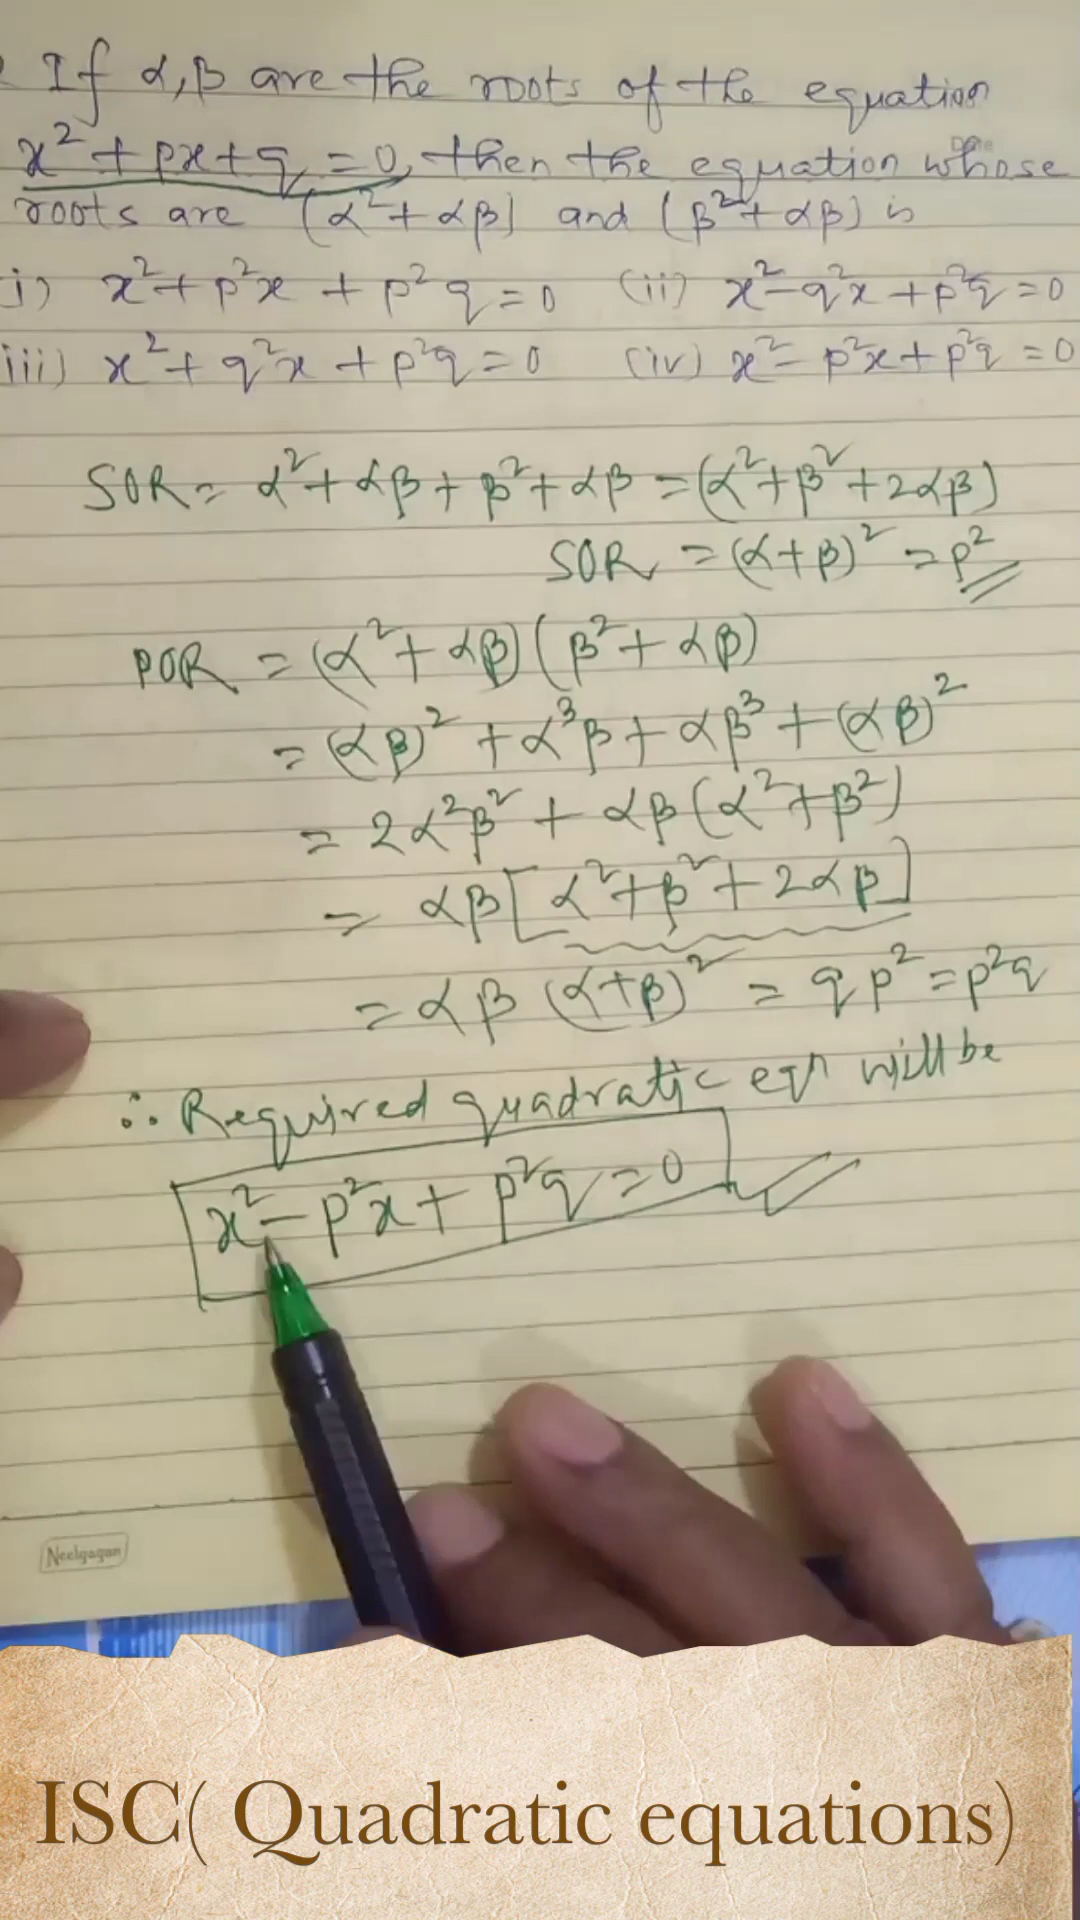 If α, β are the roots of the equation
x² + px + q = 0, then the equation whose
roots are (α² + αβ) and (β² + αβ) is
i) x² + p²x + p²q = 0 (ii) x² - q²x + p²q = 0
iii) x² + q²x + p²q = 0 (iv) x² - p²x + p²q = 0
SOR = α² + αβ + β² + αβ = (α² + β² + 2αβ)
SOR = (α + β)² = p²
POR = (α² + αβ) (β² + αβ)
= (αβ)² + α³β + αβ³ + (αβ)²
= 2α²β² + αβ(α² + β²)
= αβ[α² + β² + 2αβ]
= αβ (α + β)² = qp² = p²q
∴ Required quadratic eqn will be
x² - p²x + p²q = 0
Neelgagan
ISC( Quadratic equations)